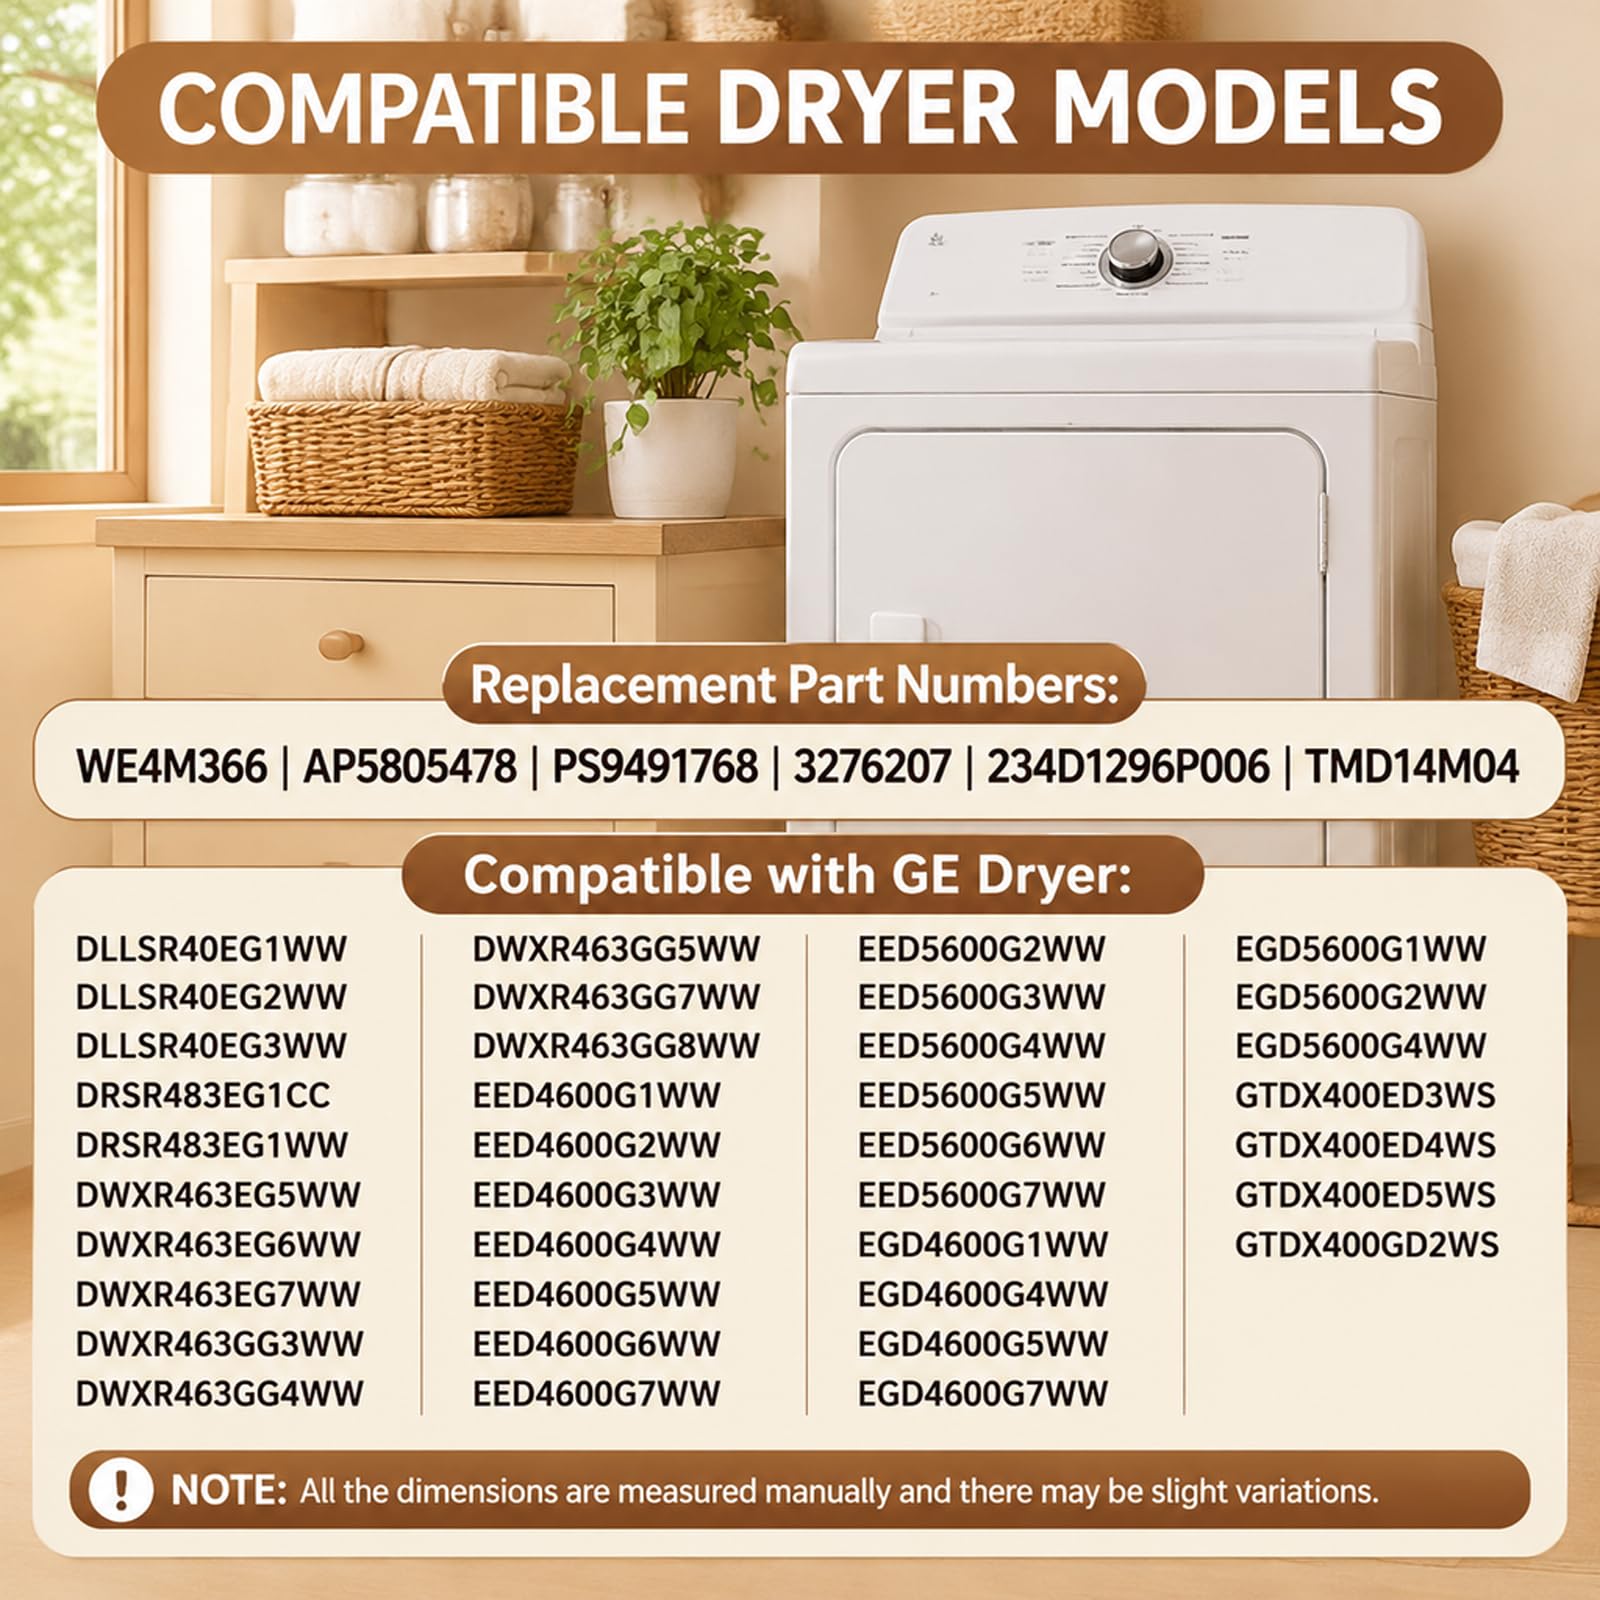 COMPATIBLE DRYER MODELS
Replacement Part Numbers:
WE4M366 | AP5805478 | PS9491768 | 3276207 | 234D1296P006 | TMD14M04
Compatible with GE Dryer:
DLLSR40EG1WW
DLLSR40EG2WW
DLLSR40EG3WW
DRSR483EG1CC
DRSR483EG1WW
DWXR463EG5WW
DWXR463EG6WW
DWXR463EG7WW
DWXR463GG3WW
DWXR463GG4WW
DWXR463GG5WW
DWXR463GG7WW
DWXR463GG8WW
EED4600G1WW
EED4600G2WW
EED4600G3WW
EED4600G4WW
EED4600G5WW
EED4600G6WW
EED4600G7WW
EED5600G2WW
EED5600G3WW
EED5600G4WW
EED5600G5WW
EED5600G6WW
EED5600G7WW
EGD4600G1WW
EGD4600G4WW
EGD4600G5WW
EGD4600G7WW
EGD5600G1WW
EGD5600G2WW
EGD5600G4WW
GTDX400ED3WS
GTDX400ED4WS
GTDX400ED5WS
GTDX400GD2WS
NOTE: All the dimensions are measured manually and there may be slight variations.